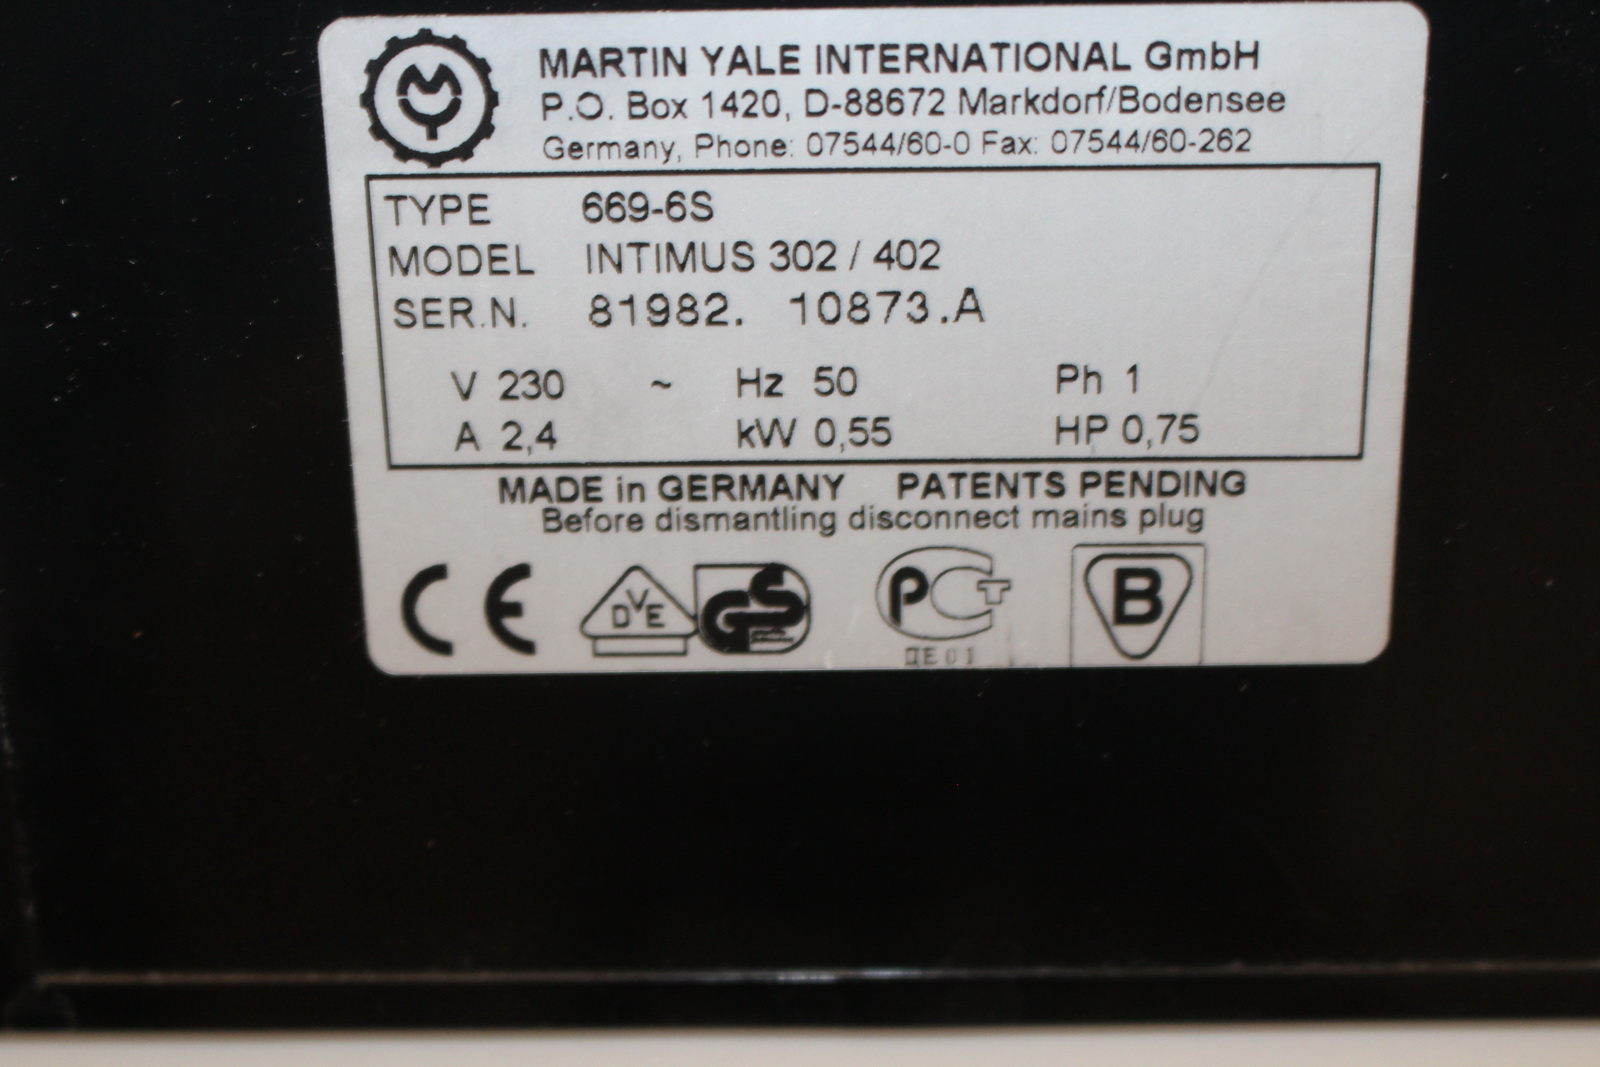 MARTIN YALE INTERNATIONAL GmbH
P.O. Box 1420, D-88672 Markdorf/Bodensee
Germany, Phone: 07544/60-0 Fax: 07544/60-262
TYPE 669-6S
MODEL INTIMUS 302 / 402
SER.N. 81982. 10873.A
V 230 ~ Hz 50 Ph 1
A 2,4 kW 0,55 HP 0,75
MADE in GERMANY PATENTS PENDING
Before dismantling disconnect mains plug
CE DVE GS PCT B